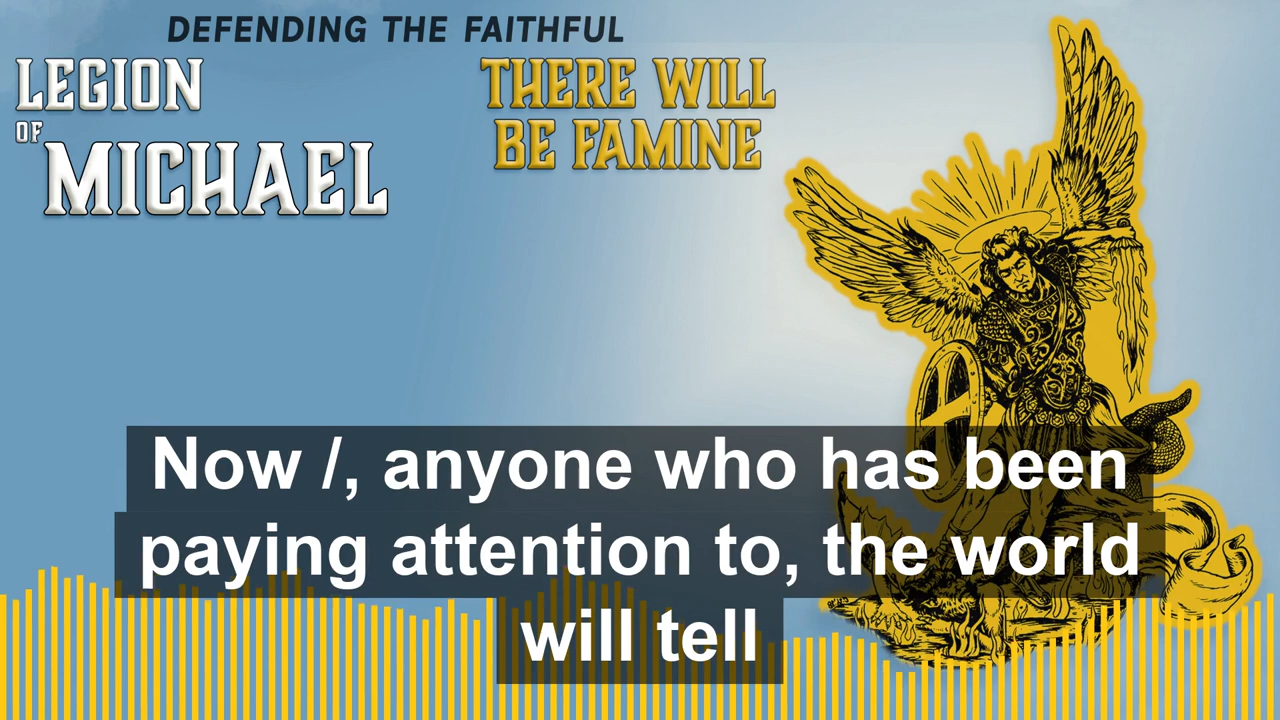 DEFENDING THE FAITHFUL
LEGION
OF
MICHAEL
THERE WILL
BE FAMINE
Now /, anyone who has been
paying attention to, the world
will tell